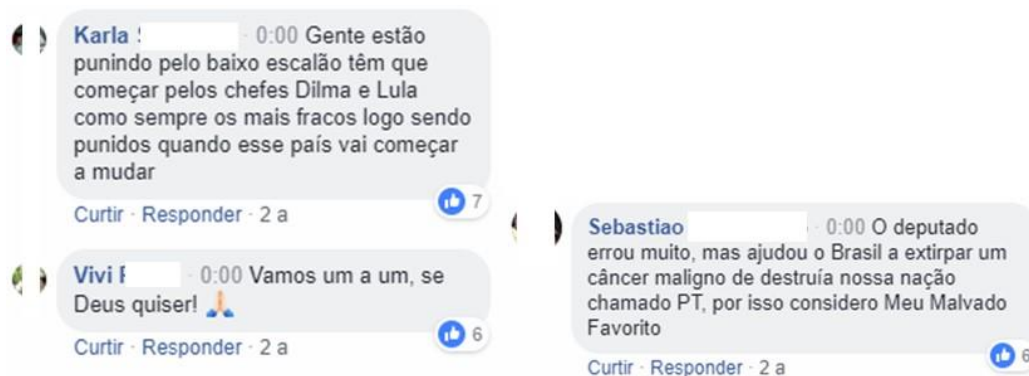 Karla · 0:00 Gente estão
punindo pelo baixo escalão têm que
começar pelos chefes Dilma e Lula
como sempre os mais fracos logo sendo
punidos quando esse país vai começar
a mudar
7
Curtir · Responder · 2 a
Vivi · 0:00 Vamos um a um, se
Deus quiser! 🙏
6
Curtir · Responder · 2 a
Sebastiao · 0:00 O deputado
errou muito, mas ajudou o Brasil a extirpar um
câncer maligno de destruía nossa nação
chamado PT, por isso considero Meu Malvado
Favorito
6
Curtir · Responder · 2 a